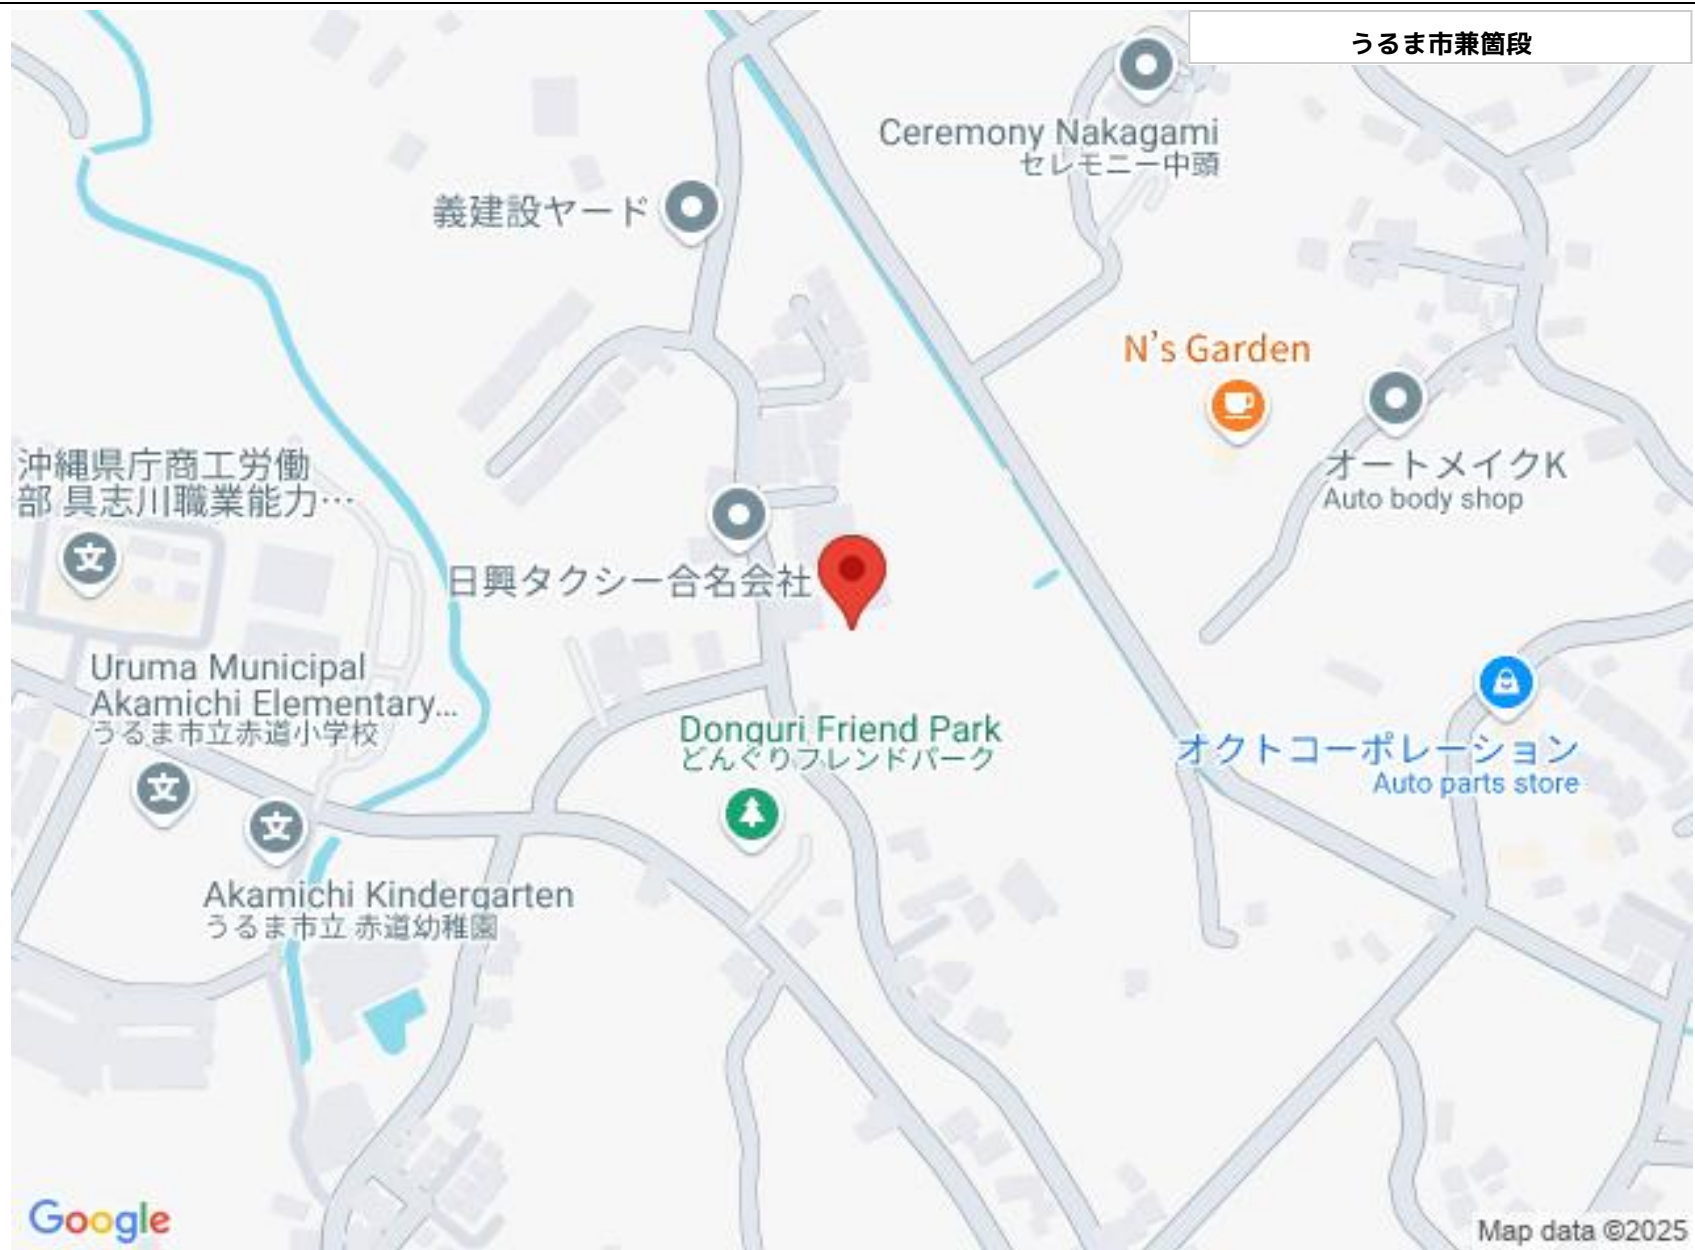 うるま市兼箇段
Ceremony Nakagami
セレモニー中頭
義建設ヤード
N's Garden
オートメイクK
Auto body shop
沖縄県庁商工労働
部 具志川職業能力…
文
日興タクシー合名会社
Uruma Municipal
Akamichi Elementary...
うるま市立赤道小学校
文
Donguri Friend Park
どんぐりフレンドパーク
オクトコーポレーション
Auto parts store
文
Akamichi Kindergarten
うるま市立 赤道幼稚園
Google
Map data ©2025